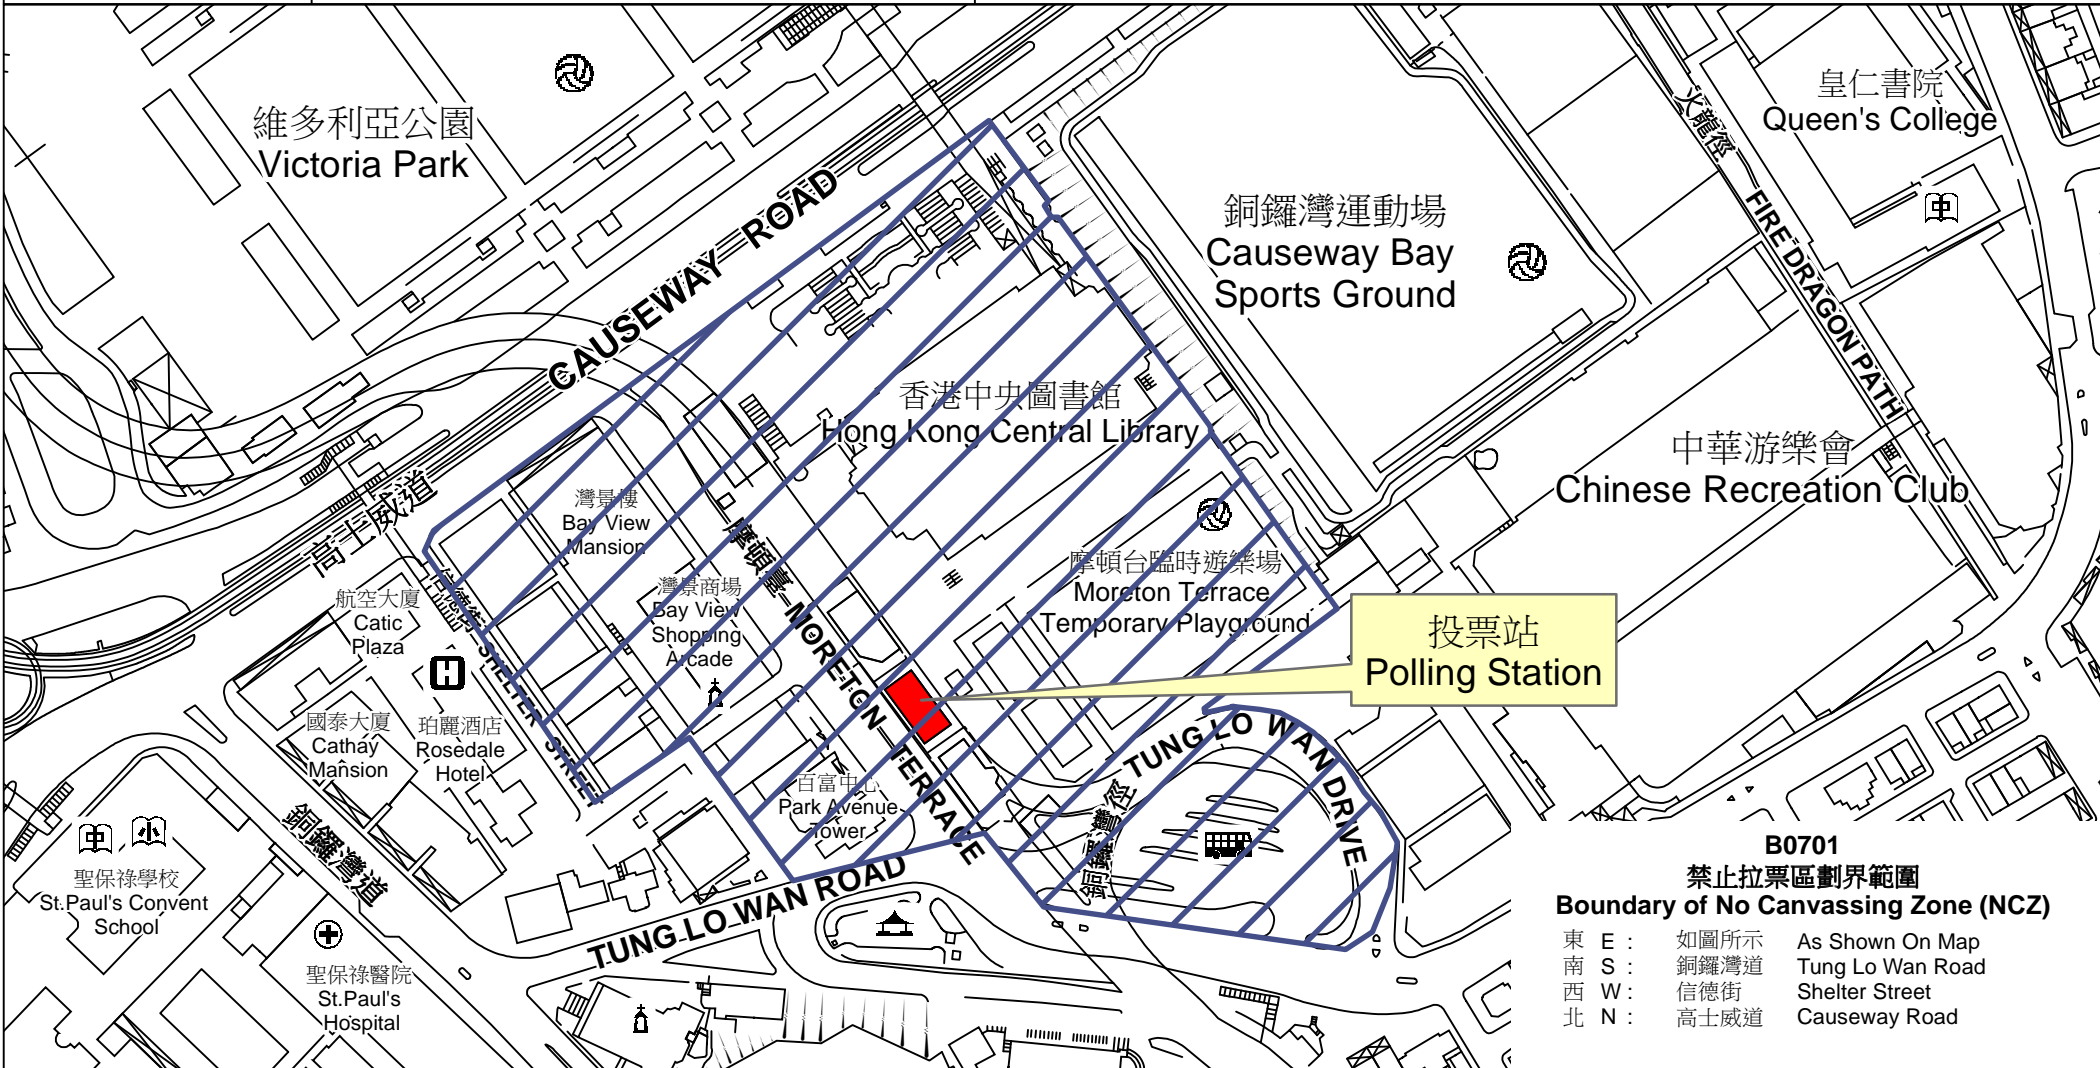 維多利亞公園
Victoria Park
皇仁書院
Queen's College
火龍徑 FIRE DRAGON PATH
中
銅鑼灣運動場
Causeway Bay
Sports Ground
高士威道 CAUSEWAY ROAD
香港中央圖書館
Hong Kong Central Library
中華游樂會
Chinese Recreation Club
灣景樓
Bay View
Mansion
摩頓臺 MORETON TERRACE
摩頓台臨時遊樂場
Moreton Terrace
Temporary Playground
灣景商場
Bay View
Shopping
Arcade
航空大廈
Catic
Plaza
信德街 SHELTER STREET
H
投票站
Polling Station
國泰大廈
Cathay
Mansion
珀麗酒店
Rosedale
Hotel
百富中心
Park Avenue
Tower
銅鑼灣徑 TUNG LO WAN DRIVE
銅鑼灣道 TUNG LO WAN ROAD
中 小
聖保祿學校
St.Paul's Convent
School
聖保祿醫院
St.Paul's
Hospital
B0701
禁止拉票區劃界範圍
Boundary of No Canvassing Zone (NCZ)
東 E : 如圖所示 As Shown On Map
南 S : 銅鑼灣道 Tung Lo Wan Road
西 W : 信德街 Shelter Street
北 N : 高士威道 Causeway Road